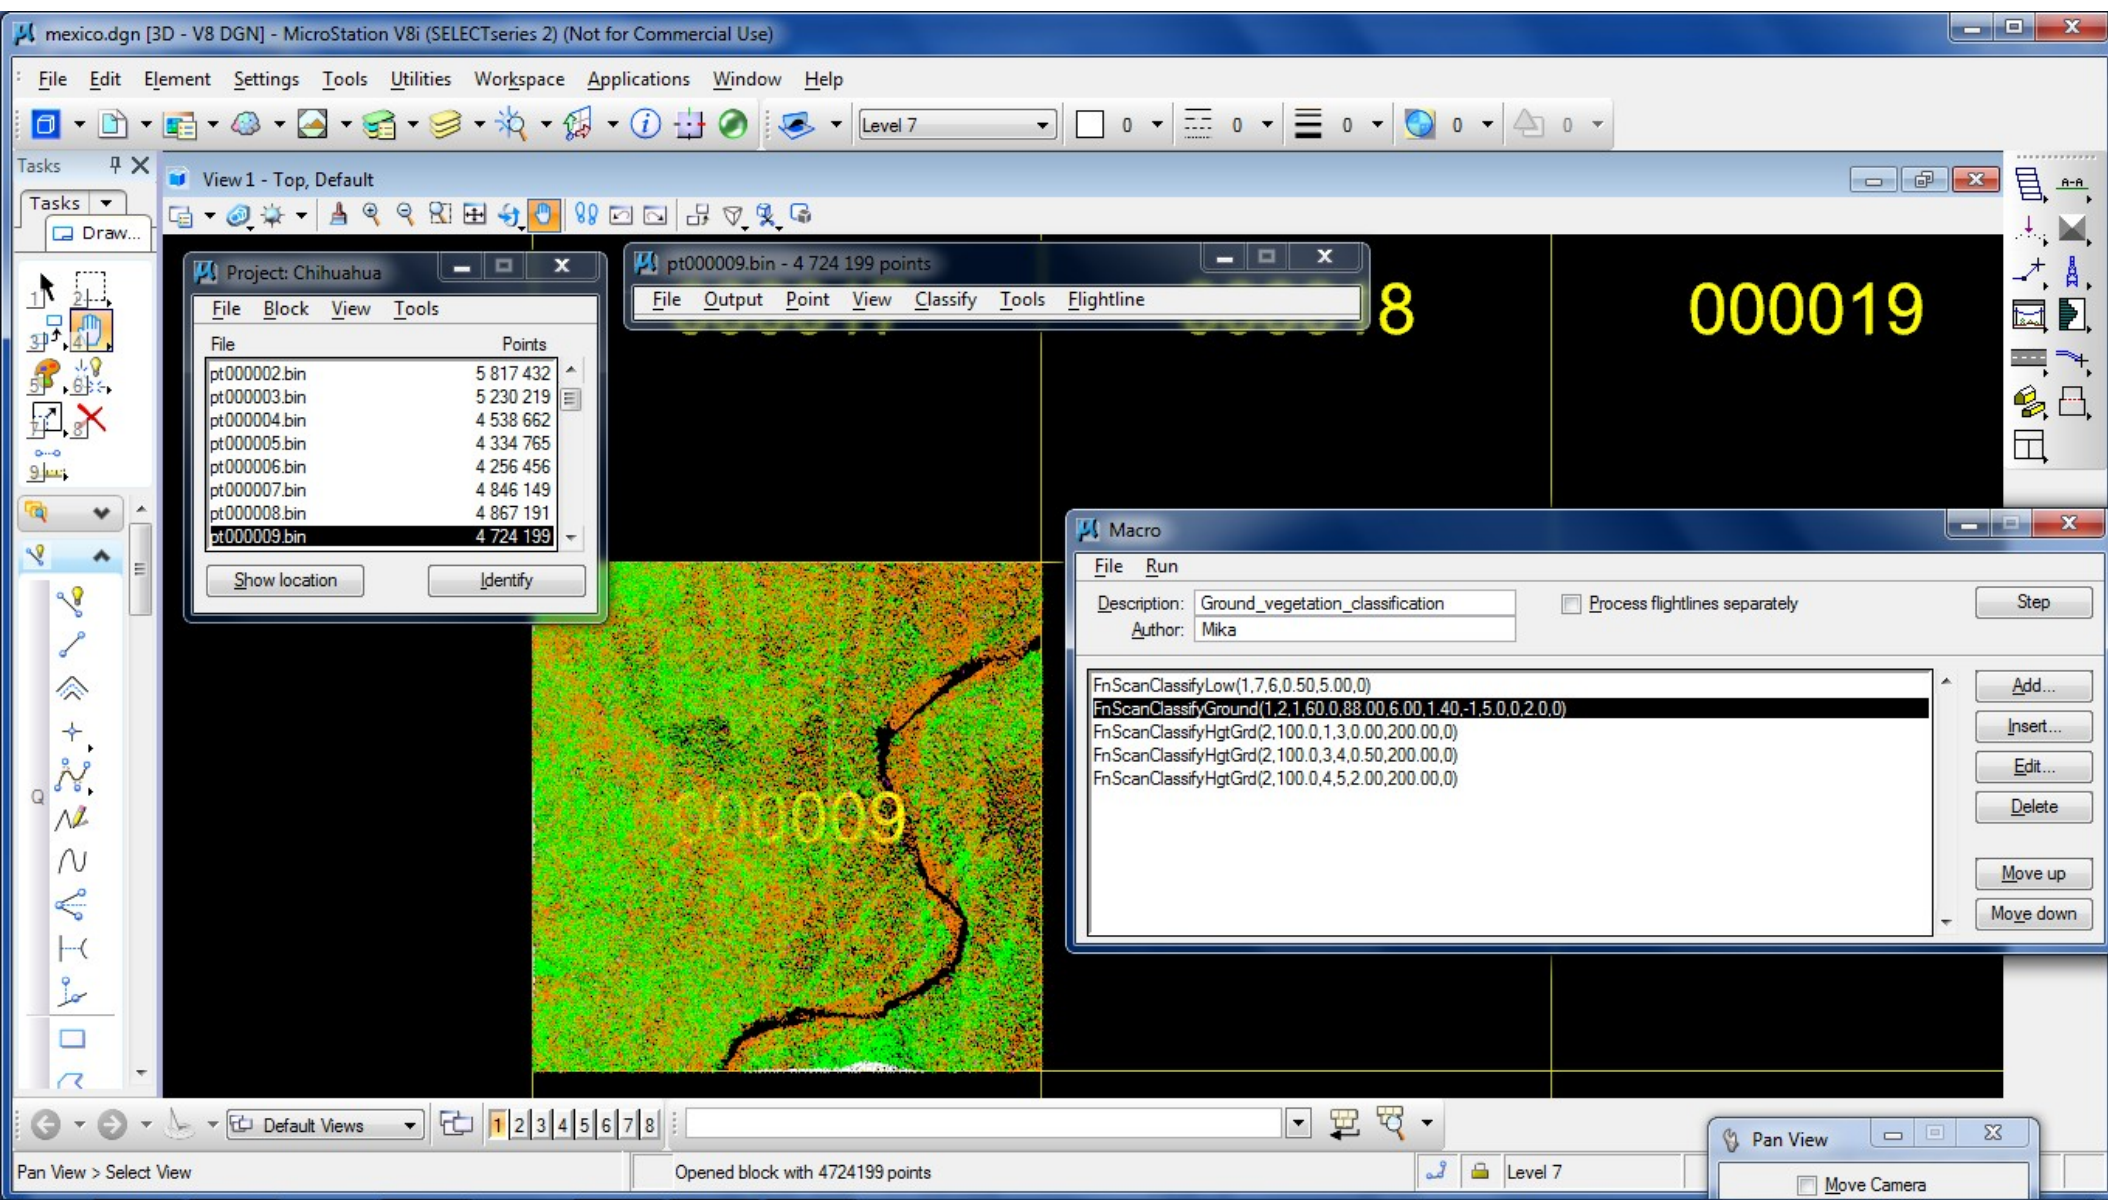 mexico.dgn [3D - V8 DGN] - MicroStation V8i (SELECTseries 2) (Not for Commercial Use)
File Edit Element Settings Tools Utilities Workspace Applications Window Help
Level 7 0 0 0 0 0
Tasks
Tasks
Draw...
1 2
3 4
5 6
7 8
9
Q
View 1 - Top, Default
Project: Chihuahua
File Block View Tools
File Points
pt000002.bin 5 817 432
pt000003.bin 5 230 219
pt000004.bin 4 538 662
pt000005.bin 4 334 765
pt000006.bin 4 256 456
pt000007.bin 4 846 149
pt000008.bin 4 867 191
pt000009.bin 4 724 199
Show location Identify
pt000009.bin - 4 724 199 points
File Output Point View Classify Tools Flightline
8
000019
A-A
000009
Macro
File Run
Description: Ground_vegetation_classification Process flightlines separately Step
Author: Mika
FnScanClassifyLow(1,7,6,0.50,5.00,0)
FnScanClassifyGround(1,2,1,60.0,88.00,6.00,1.40,-1,5.0,0,2.0,0)
FnScanClassifyHgtGrd(2,100.0,1,3,0.00,200.00,0)
FnScanClassifyHgtGrd(2,100.0,3,4,0.50,200.00,0)
FnScanClassifyHgtGrd(2,100.0,4,5,2.00,200.00,0)
Add...
Insert...
Edit...
Delete
Move up
Move down
Default Views 1 2 3 4 5 6 7 8
Pan View
Move Camera
Pan View > Select View Opened block with 4724199 points Level 7